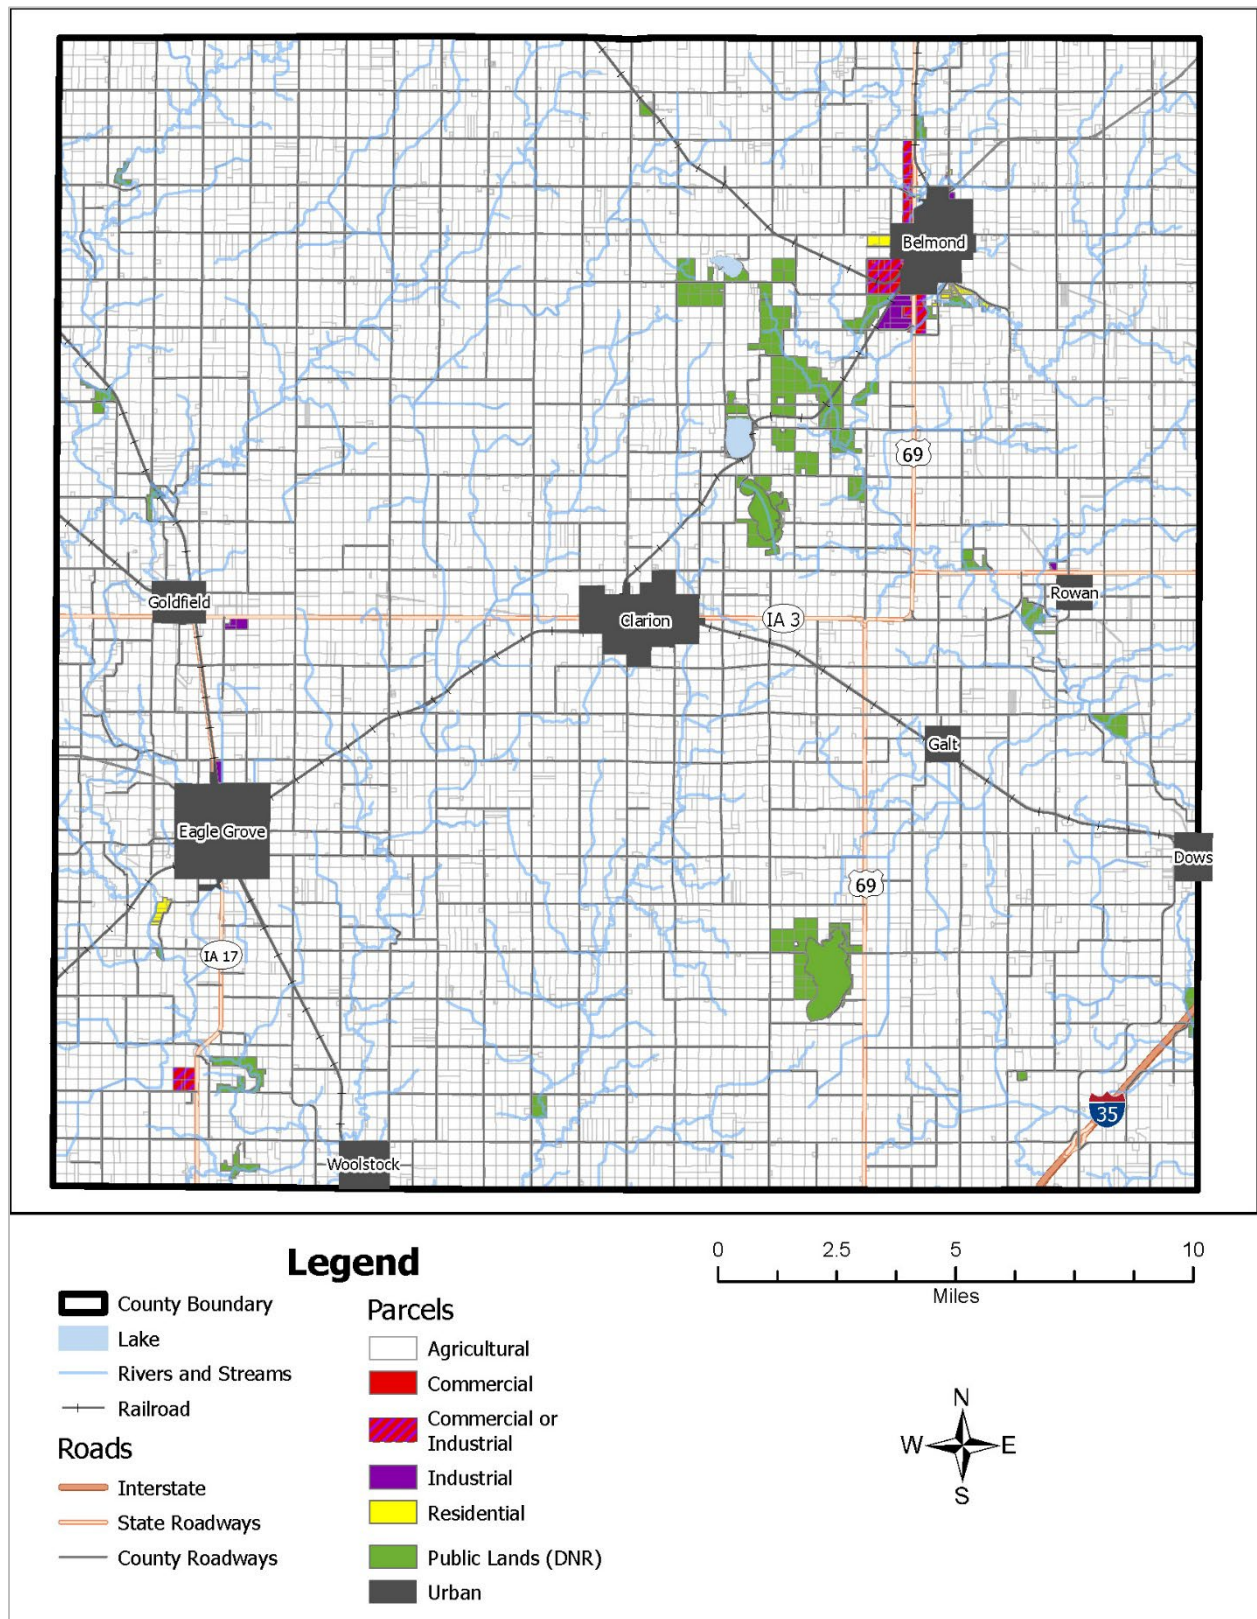 Belmond
69
Goldfield
Rowan
Clarion
IA 3
Galt
Eagle Grove
Dows
69
IA 17
35
Woolstock
Legend
County Boundary
Lake
Rivers and Streams
Railroad
Roads
Interstate
State Roadways
County Roadways
Parcels
Agricultural
Commercial
Commercial or
Industrial
Industrial
Residential
Public Lands (DNR)
Urban
0 2.5 5 10
Miles
N
W E
S